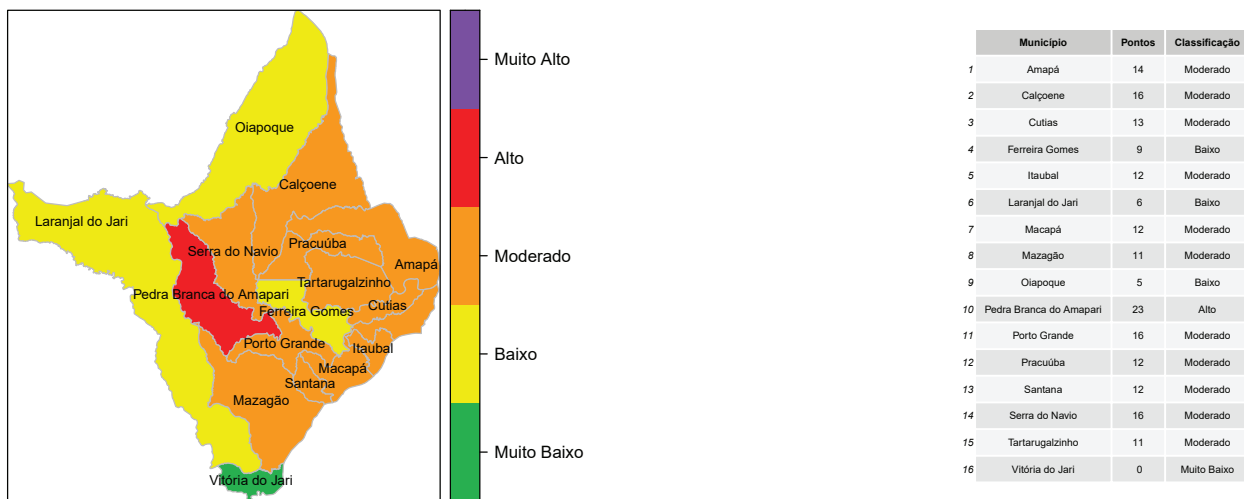 Oiapoque
Calçoene
Laranjal do Jari
Pracuúba
Serra do Navio
Amapá
Tartarugalzinho
Pedra Branca do Amapari
Cutias
Ferreira Gomes
Porto Grande
Itaubal
Macapá
Santana
Mazagão
Vitória do Jari
Muito Alto
Alto
Moderado
Baixo
Muito Baixo
Município Pontos Classificação
1 Amapá 14 Moderado
2 Calçoene 16 Moderado
3 Cutias 13 Moderado
4 Ferreira Gomes 9 Baixo
5 Itaubal 12 Moderado
6 Laranjal do Jari 6 Baixo
7 Macapá 12 Moderado
8 Mazagão 11 Moderado
9 Oiapoque 5 Baixo
10 Pedra Branca do Amapari 23 Alto
11 Porto Grande 16 Moderado
12 Pracuúba 12 Moderado
13 Santana 12 Moderado
14 Serra do Navio 16 Moderado
15 Tartarugalzinho 11 Moderado
16 Vitória do Jari 0 Muito Baixo